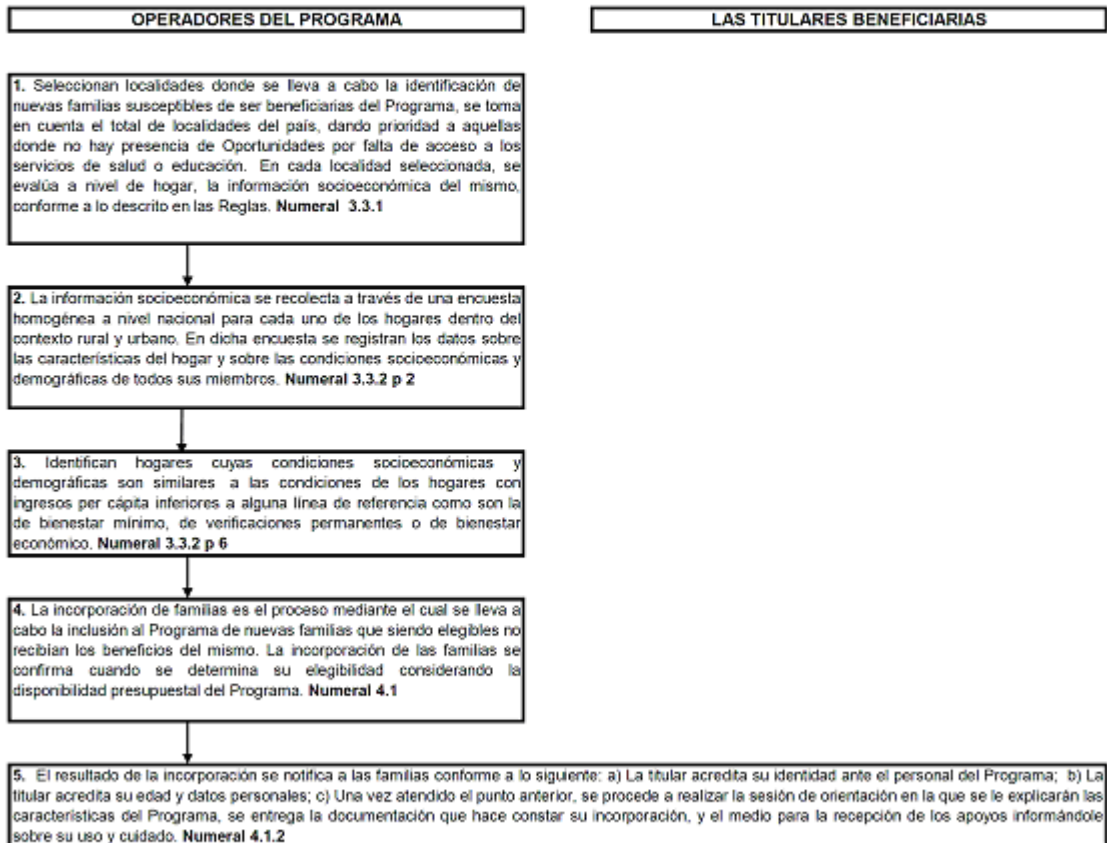 OPERADORES DEL PROGRAMA
LAS TITULARES BENEFICIARIAS
1. Seleccionan localidades donde se lleva a cabo la identificación de
nuevas familias susceptibles de ser beneficiarias del Programa, se toma
en cuenta el total de localidades del país, dando prioridad a aquellas
donde no hay presencia de Oportunidades por falta de acceso a los
servicios de salud o educación. En cada localidad seleccionada, se
evalúa a nivel de hogar, la información socioeconómica del mismo,
conforme a lo descrito en las Reglas. Numeral 3.3.1
2. La información socioeconómica se recolecta a través de una encuesta
homogénea a nivel nacional para cada uno de los hogares dentro del
contexto rural y urbano. En dicha encuesta se registran los datos sobre
las características del hogar y sobre las condiciones socioeconómicas y
demográficas de todos sus miembros. Numeral 3.3.2 p 2
3. Identifican hogares cuyas condiciones socioeconómicas y
demográficas son similares a las condiciones de los hogares con
ingresos per cápita inferiores a alguna línea de referencia como son la
de bienestar mínimo, de verificaciones permanentes o de bienestar
económico. Numeral 3.3.2 p 6
4. La incorporación de familias es el proceso mediante el cual se lleva a
cabo la inclusión al Programa de nuevas familias que siendo elegibles no
recibían los beneficios del mismo. La incorporación de las familias se
confirma cuando se determina su elegibilidad considerando la
disponibilidad presupuestal del Programa. Numeral 4.1
5. El resultado de la incorporación se notifica a las familias conforme a lo siguiente: a) La titular acredita su identidad ante el personal del Programa; b) La
titular acredita su edad y datos personales; c) Una vez atendido el punto anterior, se procede a realizar la sesión de orientación en la que se le explicarán las
características del Programa, se entrega la documentación que hace constar su incorporación, y el medio para la recepción de los apoyos informándole
sobre su uso y cuidado. Numeral 4.1.2